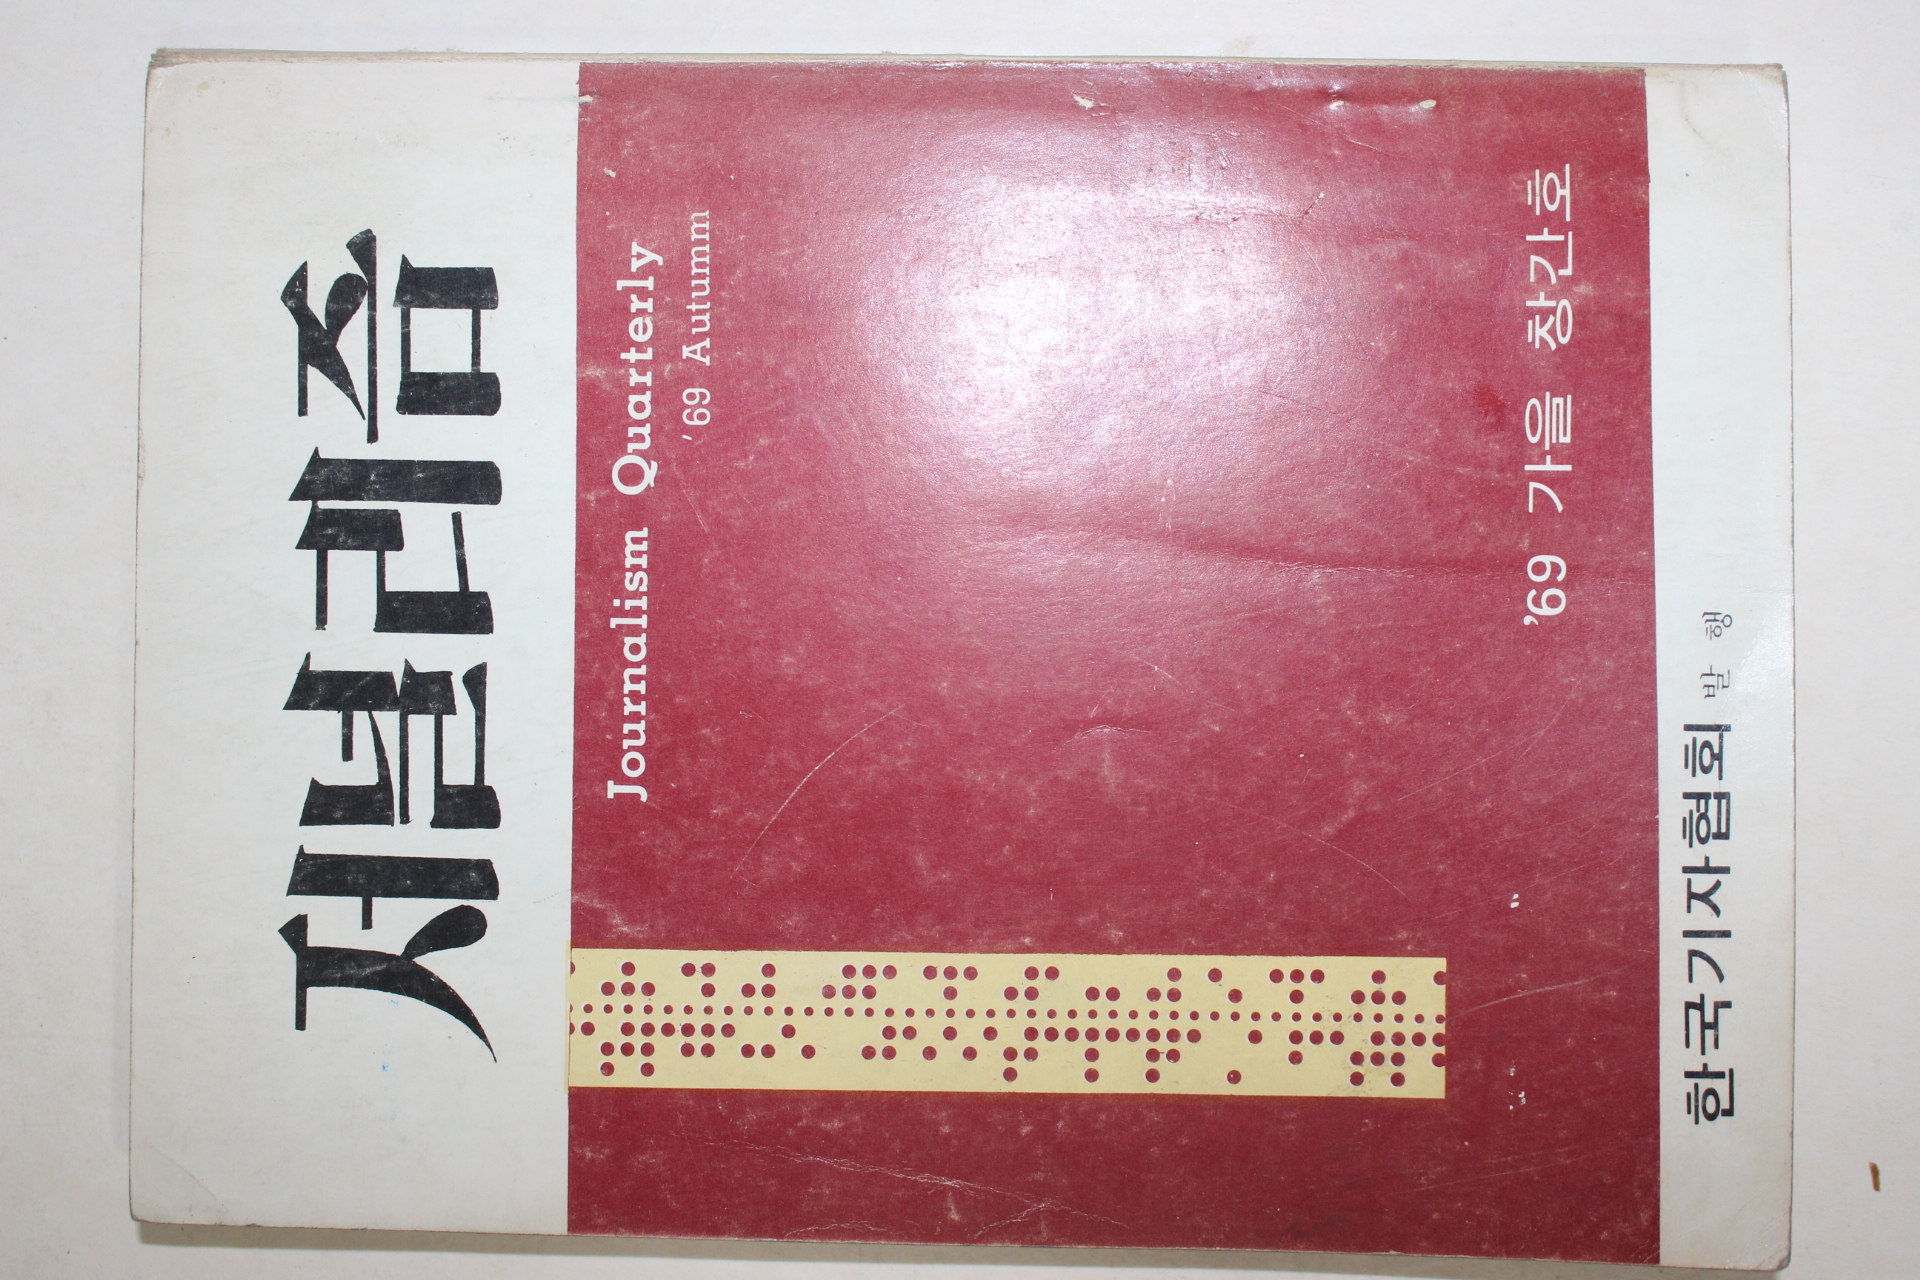 저널리즘
Journalism Quarterly
'69 Autumm
'69 가을 창간호
한국기자협회 발행